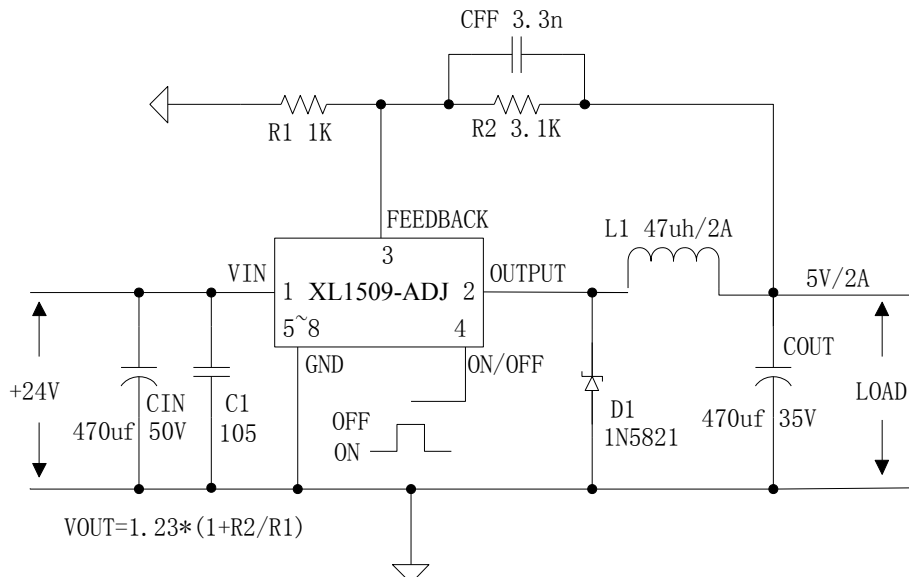 CFF 3.3n
R1 1K
R2 3.1K
FEEDBACK
3
L1 47uh/2A
VIN
1
XL1509-ADJ
2
OUTPUT
5V/2A
5~8
4
GND
ON/OFF
COUT
+24V
CIN
C1
470uf
50V
105
OFF
ON
D1
1N5821
470uf
35V
LOAD
VOUT=1.23*(1+R2/R1)